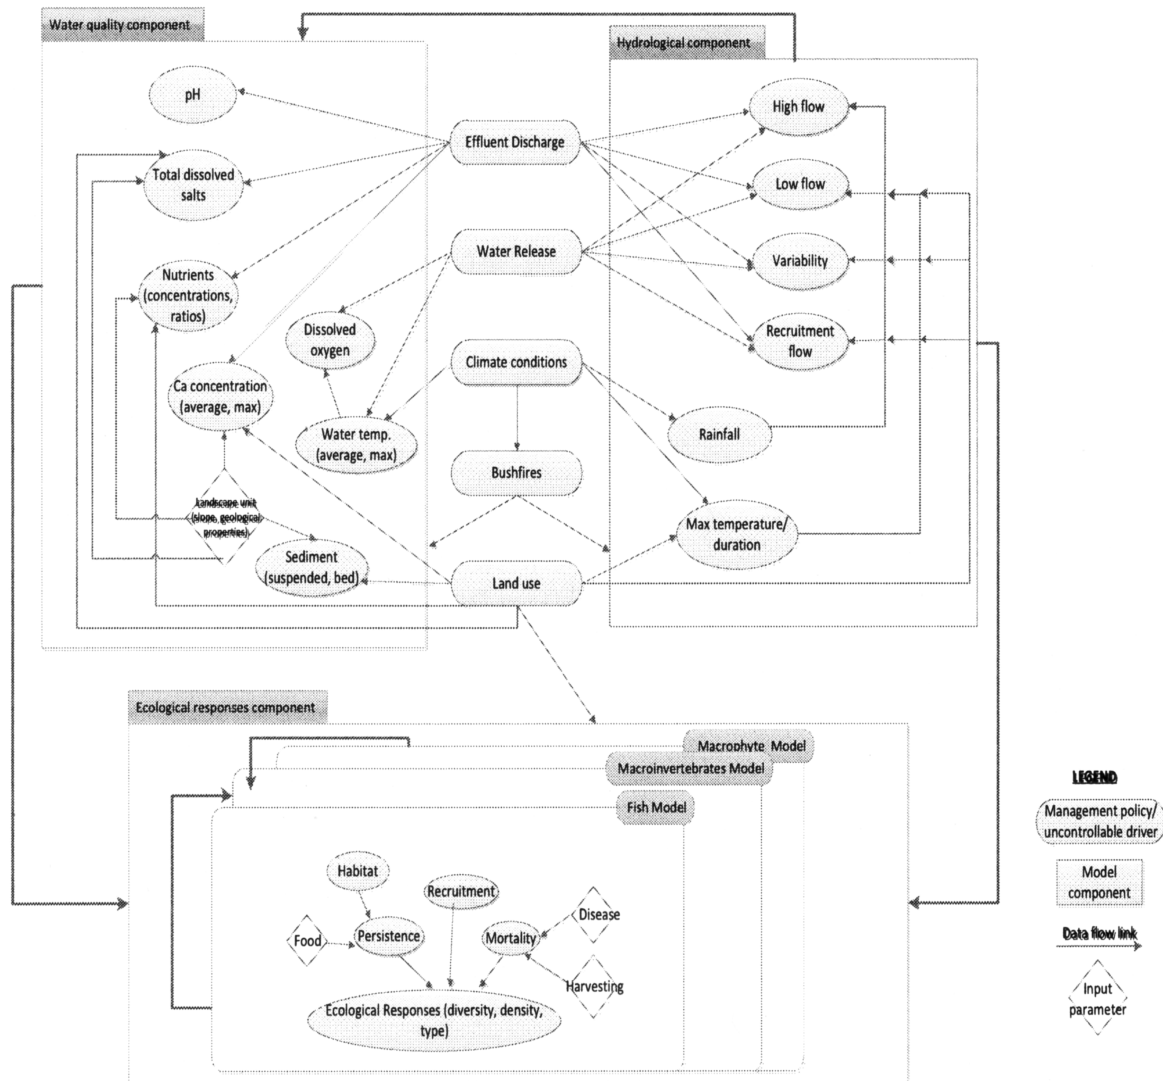 Water quality component
Hydrological component
pH
High flow
Effluent Discharge
Total dissolved
salts
Low flow
Water Release
Variability
Nutrients
(concentrations,
ratios)
Dissolved
oxygen
Recruitment
flow
Climate conditions
Ca concentration
(average, max)
Water temp.
(average, max)
Rainfall
Bushfires
Landscape unit
(slope, geological
properties)
Max temperature/
duration
Sediment
(suspended, bed)
Land use
Ecological responses component
Macrophyte Model
Macroinvertebrates Model
Fish Model
Habitat
Recruitment
Disease
Food
Persistence
Mortality
Harvesting
Ecological Responses (diversity, density,
type)
LEGEND
Management policy/
uncontrollable driver
Model
component
Data flow link
Input
parameter